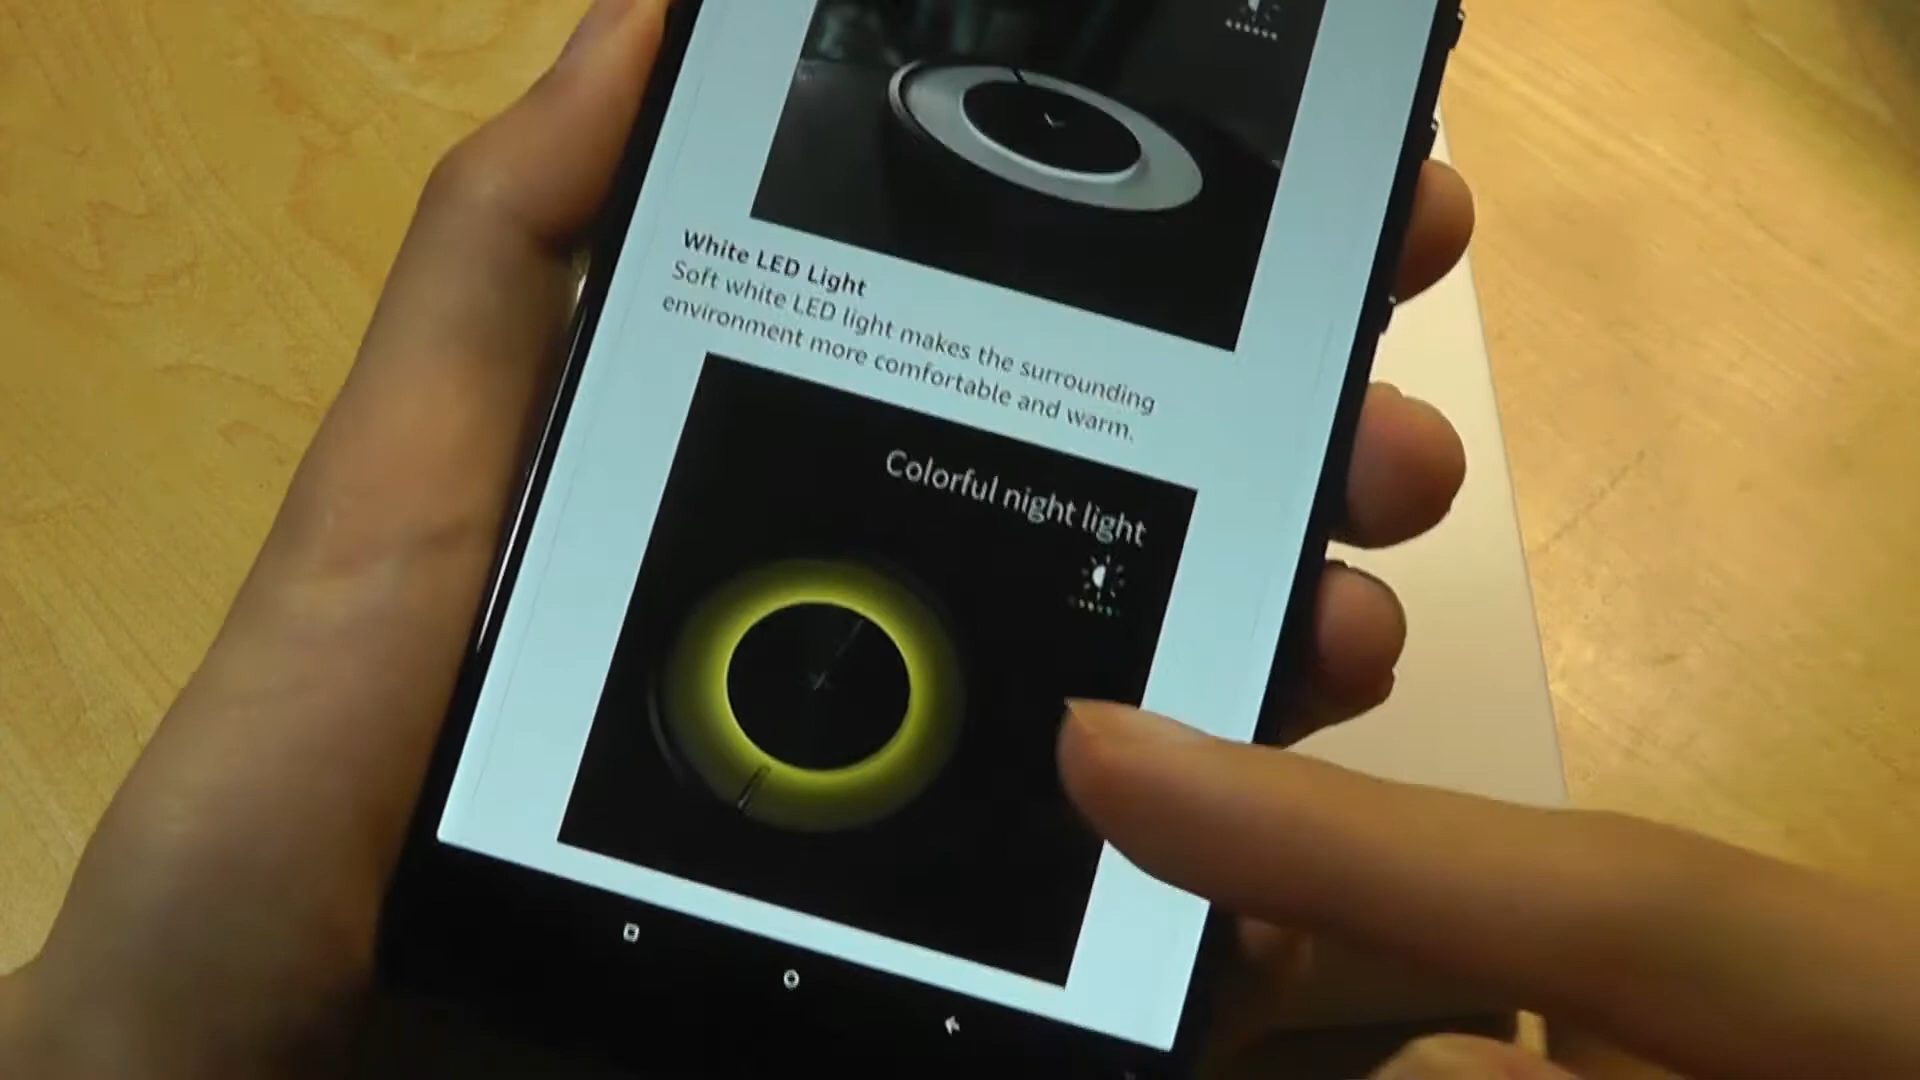 White LED Light
Soft white LED light makes the surrounding
environment more comfortable and warm.
Colorful night light